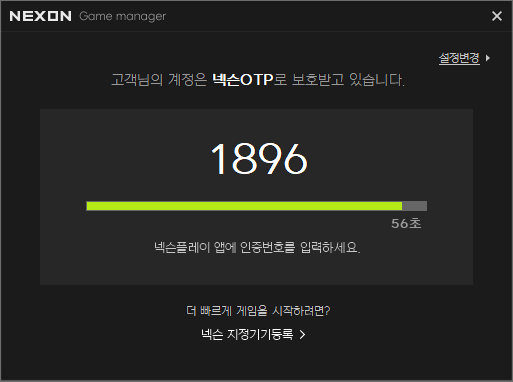 NEXON Game manager
설정변경
고객님의 계정은 넥슨OTP로 보호받고 있습니다.
1896
56초
넥슨플레이 앱에 인증번호를 입력하세요.
더 빠르게 게임을 시작하려면?
넥슨 지정기기등록